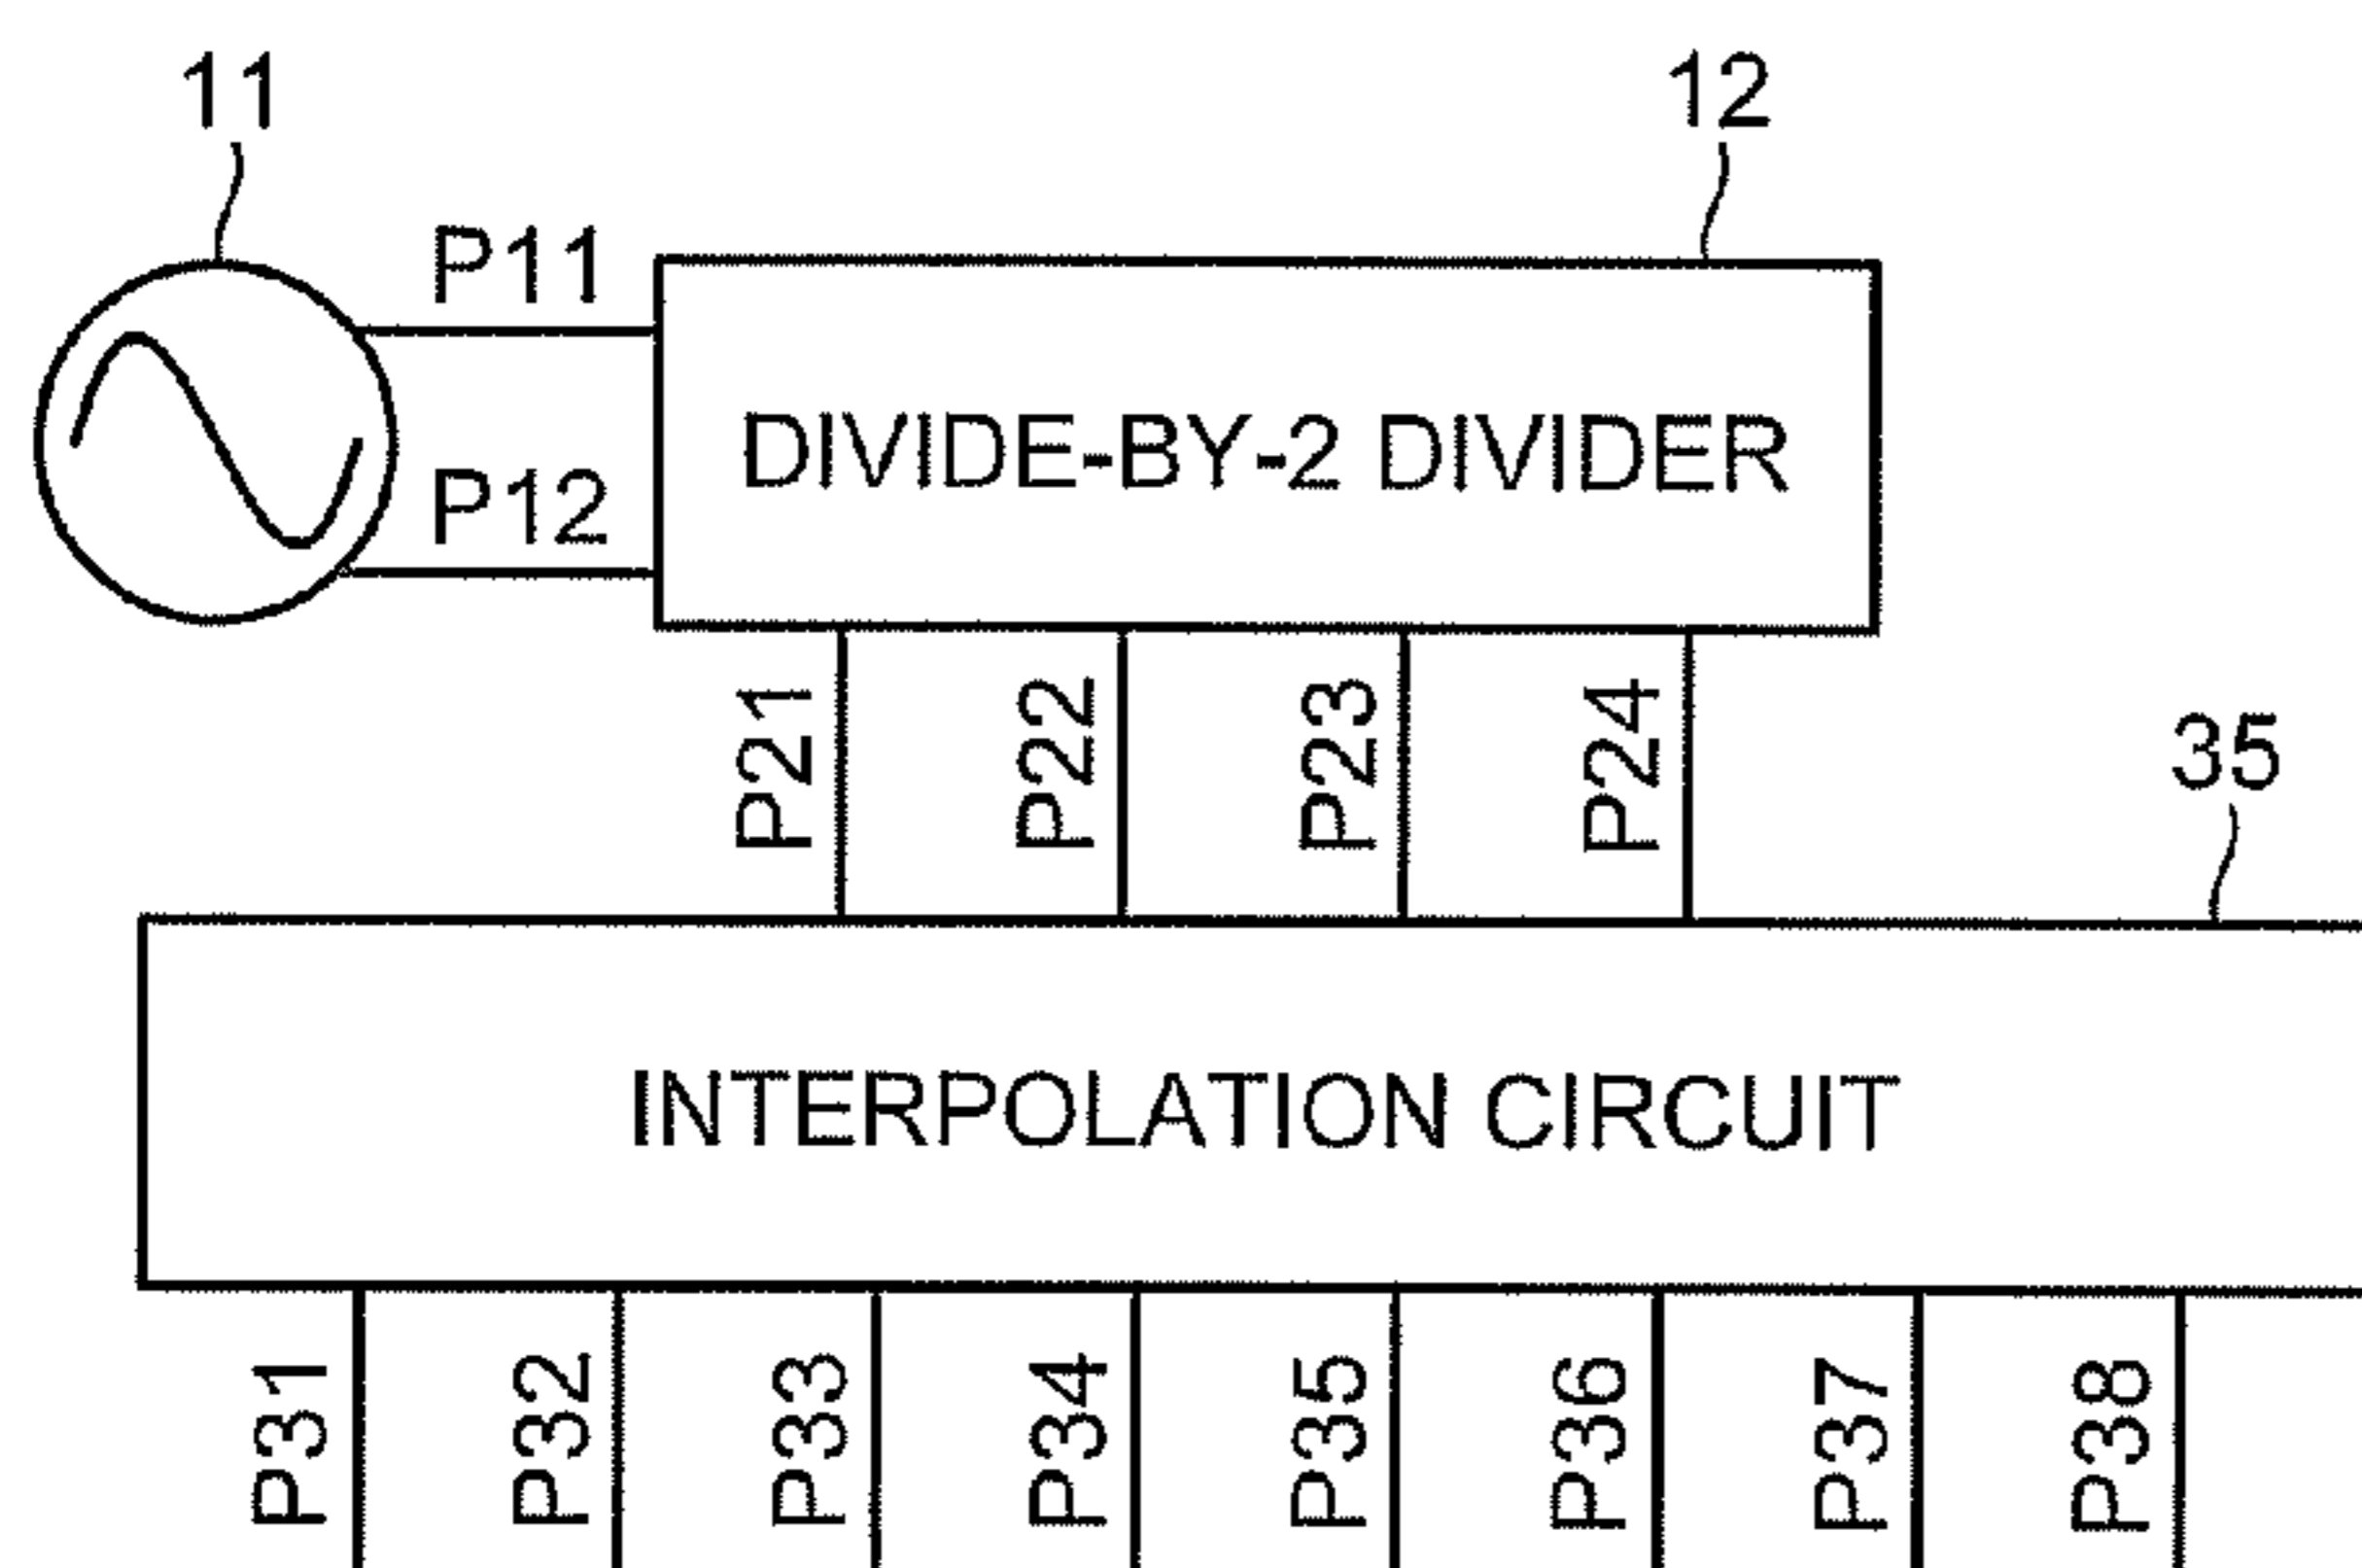 11
12
P11
DIVIDE-BY-2 DIVIDER
P12
P21
P22
P23
P24
35
INTERPOLATION CIRCUIT
P31
P32
P33
P34
P35
P36
P37
P38